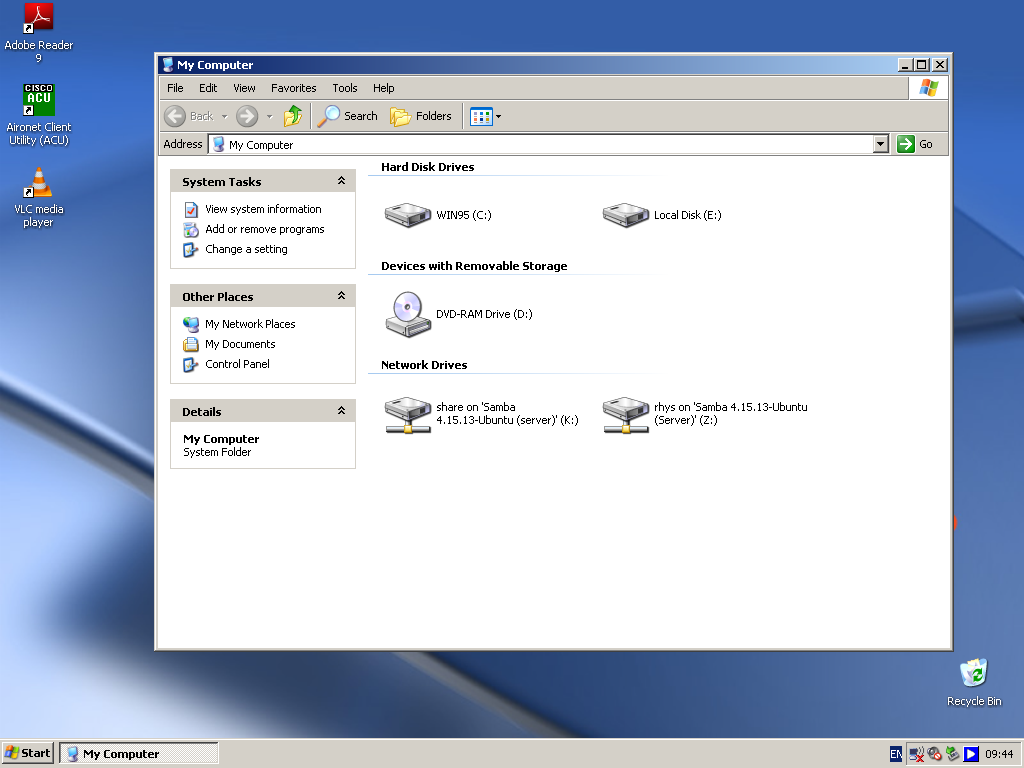 Adobe Reader
9
CISCO
ACU
Aironet Client
Utility (ACU)
VLC media
player
My Computer
File Edit View Favorites Tools Help
Back Search Folders
Address My Computer Go
System Tasks
View system information
Add or remove programs
Change a setting
Other Places
My Network Places
My Documents
Control Panel
Details
My Computer
System Folder
Hard Disk Drives
WIN95 (C:) Local Disk (E:)
Devices with Removable Storage
DVD-RAM Drive (D:)
Network Drives
share on 'Samba
4.15.13-Ubuntu (server)' (K:)
rhys on 'Samba 4.15.13-Ubuntu
(Server)' (Z:)
Recycle Bin
Start My Computer EN 09:44